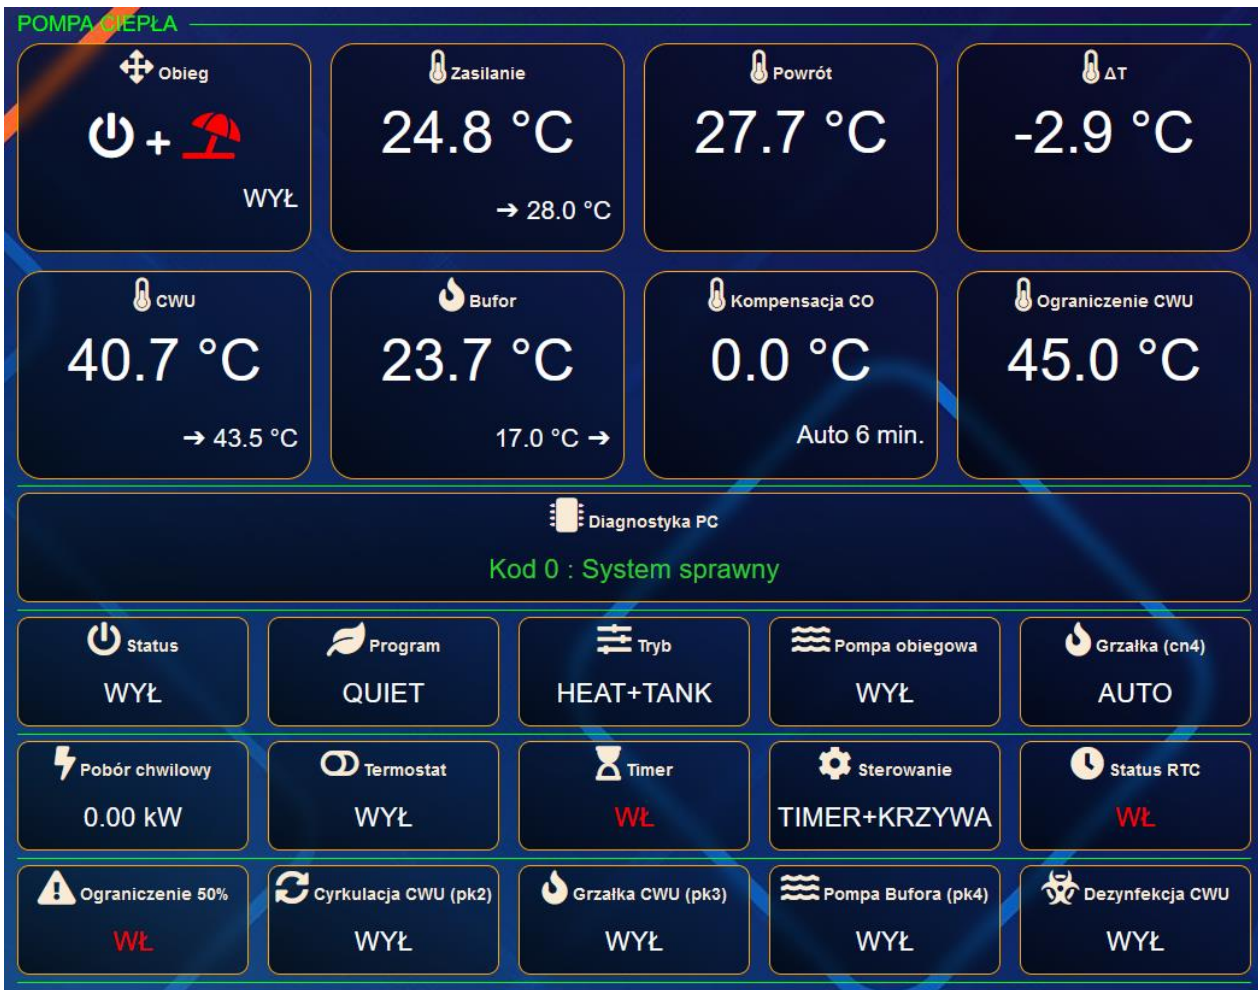 POMPA CIEPŁA
Obieg
+
WYŁ
Zasilanie
24.8 °C
➔ 28.0 °C
Powrót
27.7 °C
ΔT
-2.9 °C
CWU
40.7 °C
➔ 43.5 °C
Bufor
23.7 °C
17.0 °C ➔
Kompensacja CO
0.0 °C
Auto 6 min.
Ograniczenie CWU
45.0 °C
Diagnostyka PC
Kod 0 : System sprawny
Status
WYŁ
Program
QUIET
Tryb
HEAT+TANK
Pompa obiegowa
WYŁ
Grzałka (cn4)
AUTO
Pobór chwilowy
0.00 kW
Termostat
WYŁ
Timer
WŁ
Sterowanie
TIMER+KRZYWA
Status RTC
WŁ
Ograniczenie 50%
WŁ
Cyrkulacja CWU (pk2)
WYŁ
Grzałka CWU (pk3)
WYŁ
Pompa Bufora (pk4)
WYŁ
Dezynfekcja CWU
WYŁ